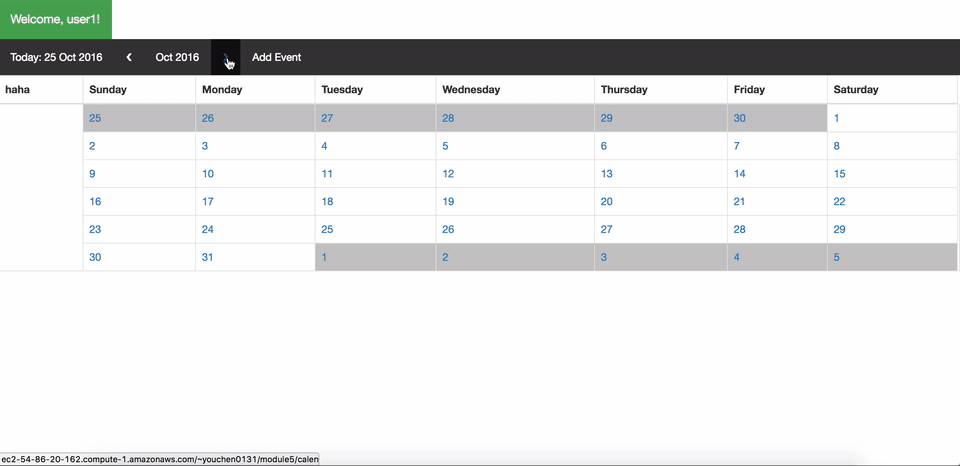 Welcome, user1!
Today: 25 Oct 2016 ‹ Oct 2016 Add Event
haha Sunday Monday Tuesday Wednesday Thursday Friday Saturday
25 26 27 28 29 30 1
2 3 4 5 6 7 8
9 10 11 12 13 14 15
16 17 18 19 20 21 22
23 24 25 26 27 28 29
30 31 1 2 3 4 5
ec2-54-86-20-162.compute-1.amazonaws.com/~youchen0131/module5/calen